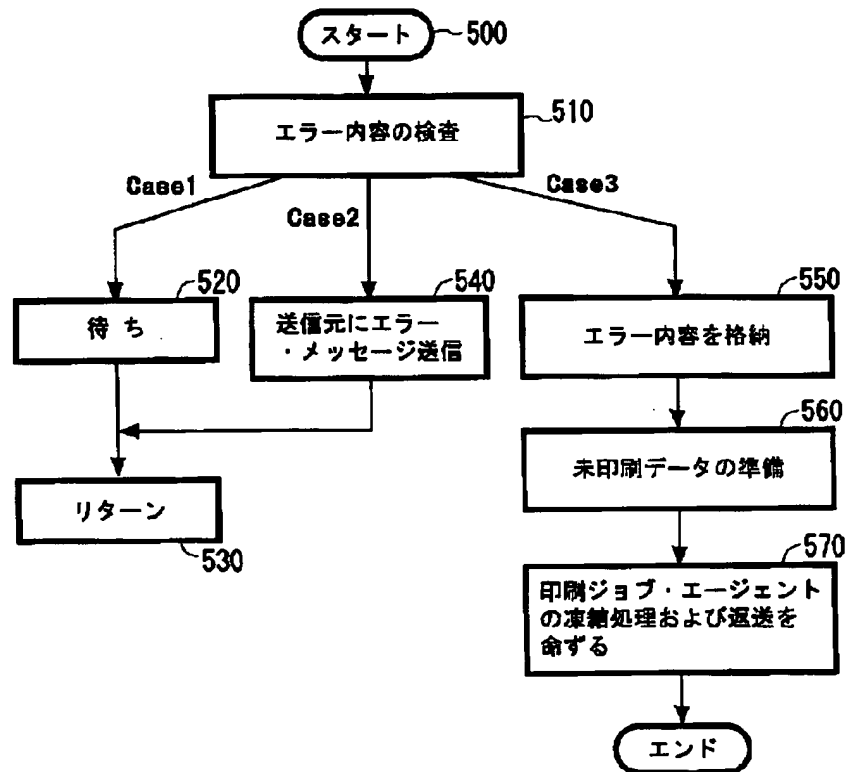 スタート
500
エラー内容の検査
510
Case1
Case2
Case3
待ち
520
送信元にエラー
・メッセージ送信
540
エラー内容を格納
550
未印刷データの準備
560
リターン
530
印刷ジョブ・エージェント
の凍結処理および返送を
命ずる
570
エンド